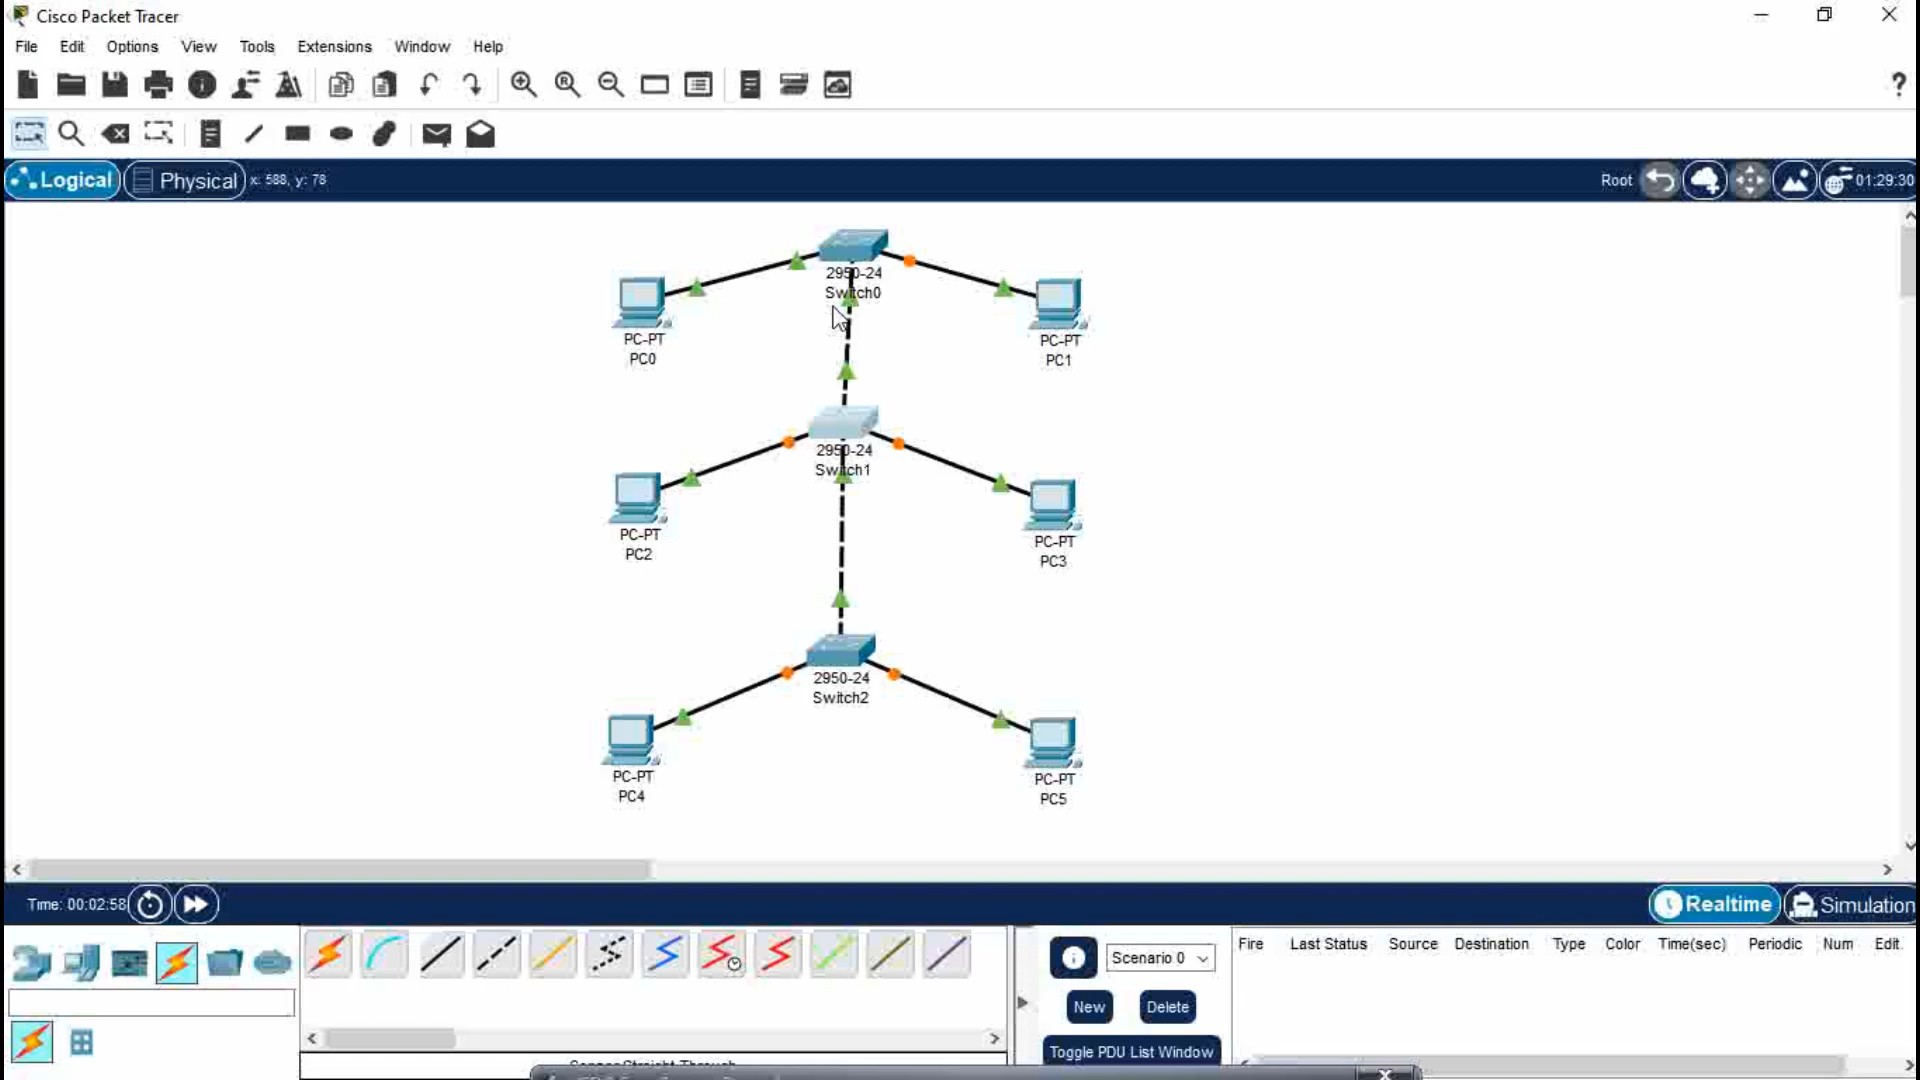 Cisco Packet Tracer
File Edit Options View Tools Extensions Window Help
Logical Physical x: 588, y: 78 Root 01:29:30
2950-24
Switch0
PC-PT
PC0
PC-PT
PC1
2950-24
Switch1
PC-PT
PC2
PC-PT
PC3
2950-24
Switch2
PC-PT
PC4
PC-PT
PC5
Time: 00:02:58 Realtime Simulation
Scenario 0
New Delete
Toggle PDU List Window
Fire Last Status Source Destination Type Color Time(sec) Periodic Num Edit